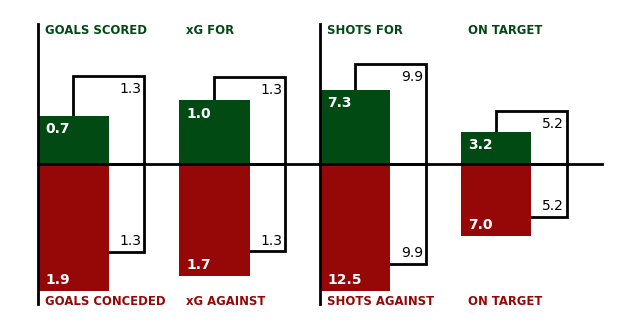 GOALS SCORED xG FOR SHOTS FOR ON TARGET
1.3 1.3 9.9 5.2
0.7 1.0 7.3 3.2
1.3 1.3 9.9 5.2
1.9 1.7 12.5 7.0
GOALS CONCEDED xG AGAINST SHOTS AGAINST ON TARGET